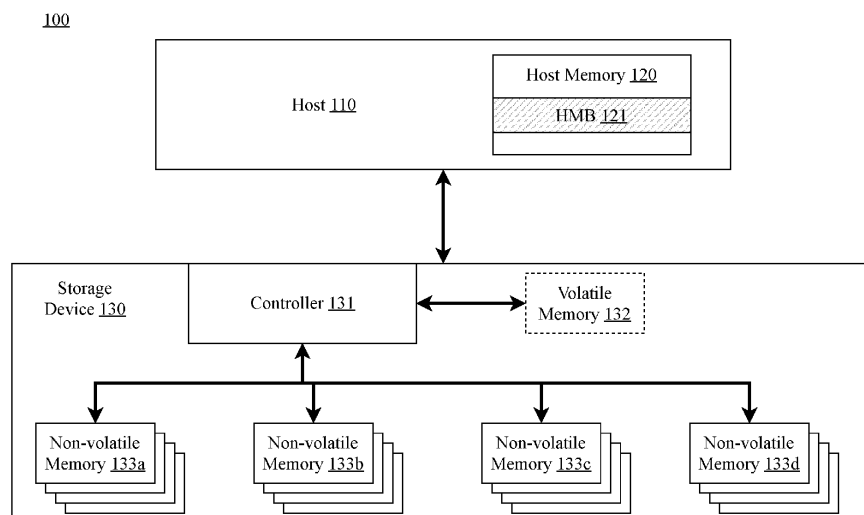 100
Host Memory 120
Host 110
HMB 121
Storage
Device 130
Controller 131
Volatile
Memory 132
Non-volatile
Memory 133a
Non-volatile
Memory 133b
Non-volatile
Memory 133c
Non-volatile
Memory 133d